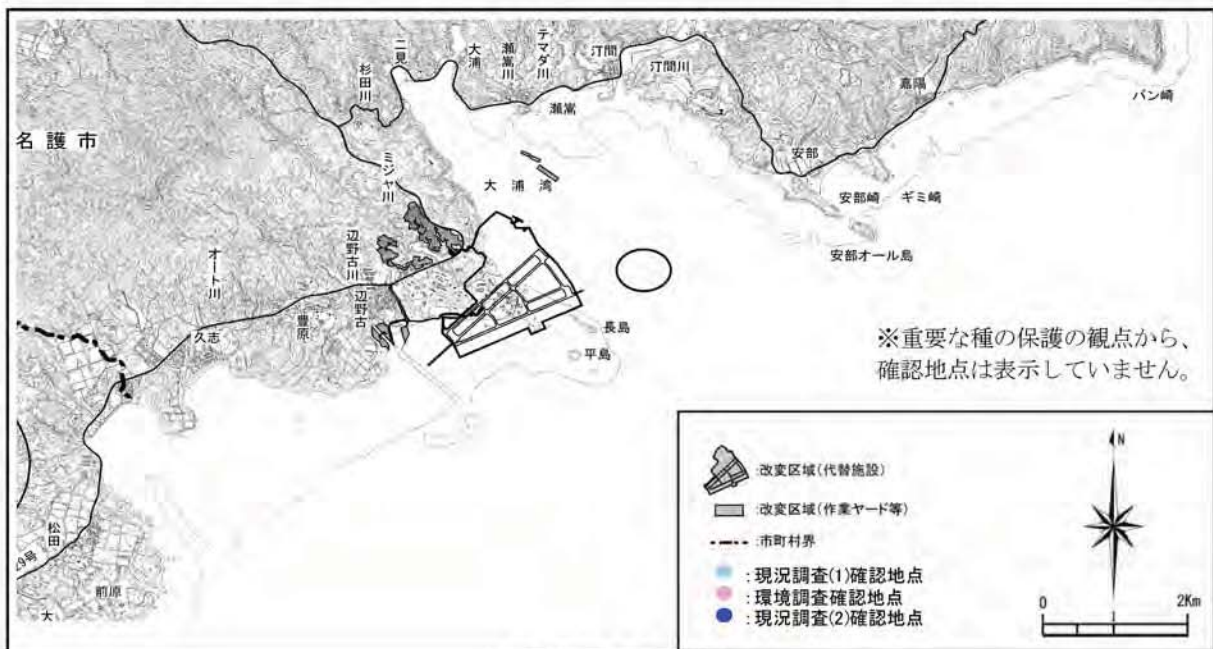 名護市
杉田川
二見
大浦
瀬嵩川
テマダ川
汀間
汀間川
瀬嵩
嘉陽
バン崎
安部
安部崎
ギミ崎
安部オール島
大浦湾
ミジャ川
辺野古川
辺野古
オート川
久志
豊原
長島
平島
松田
29号
前原
大
※重要な種の保護の観点から、
確認地点は表示していません。
:改変区域(代替施設)
:改変区域(作業ヤード等)
:市町村界
:現況調査(1)確認地点
:環境調査確認地点
:現況調査(2)確認地点
N
0 2Km